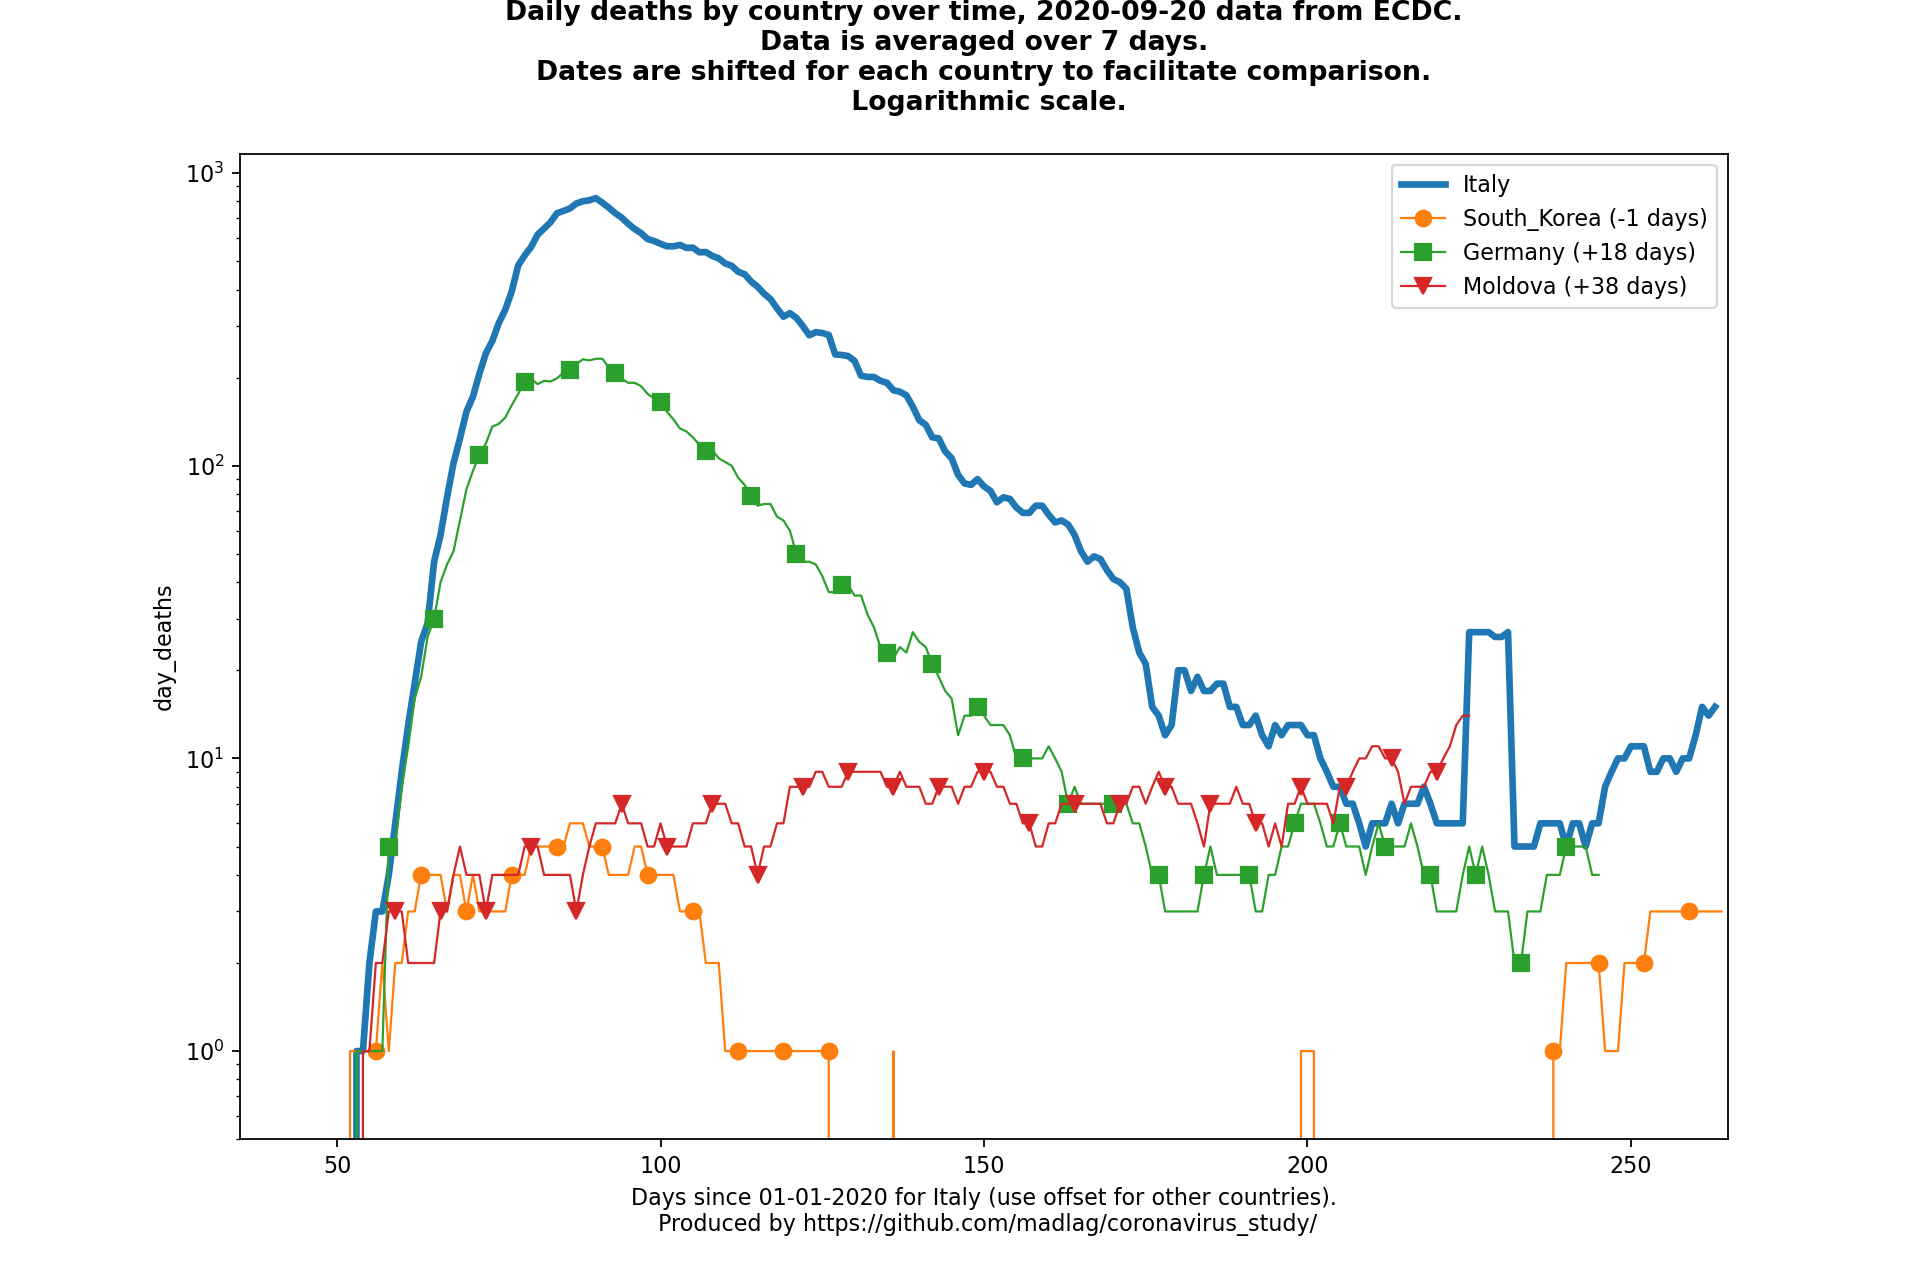 Daily deaths by country over time, 2020-09-20 data from ECDC.
Data is averaged over 7 days.
Dates are shifted for each country to facilitate comparison.
Logarithmic scale.
10³
10²
10¹
10⁰
day_deaths
Italy
South_Korea (-1 days)
Germany (+18 days)
Moldova (+38 days)
50 100 150 200 250
Days since 01-01-2020 for Italy (use offset for other countries).
Produced by https://github.com/madlag/coronavirus_study/